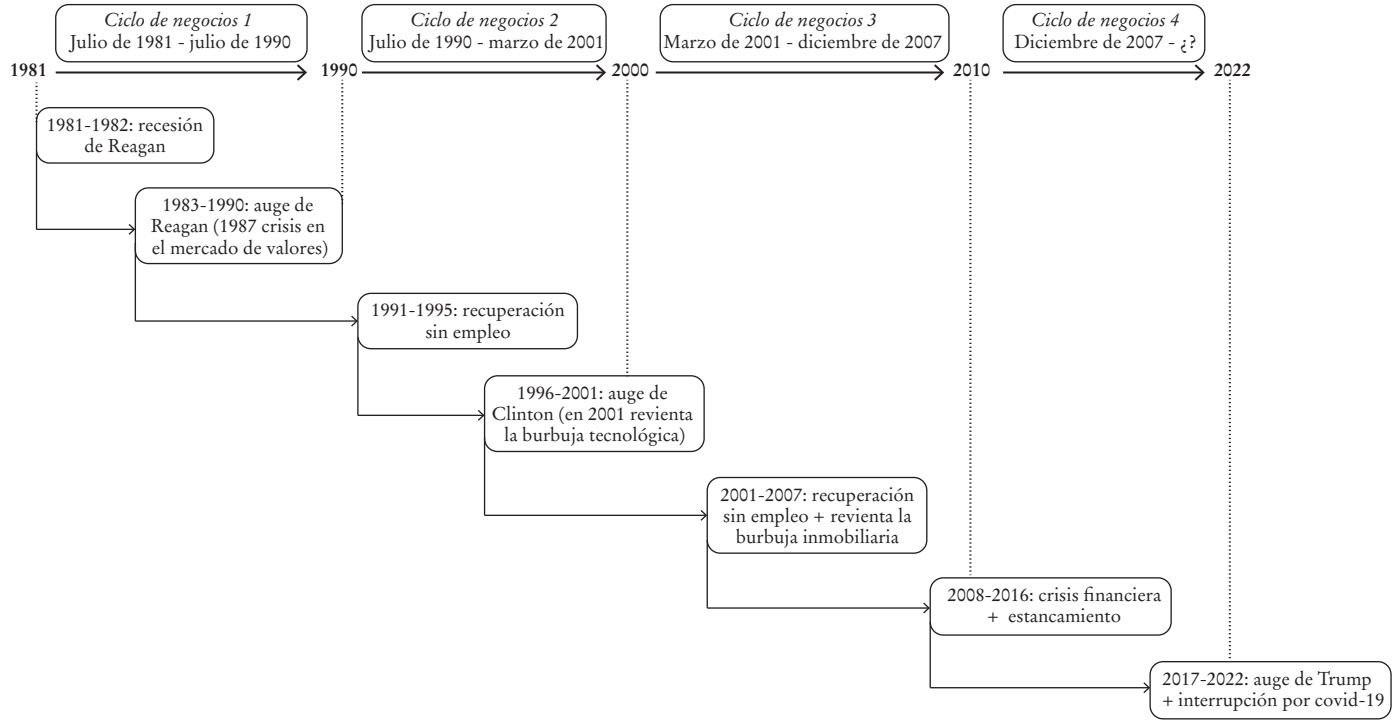 Ciclo de negocios 1
Julio de 1981 - julio de 1990
Ciclo de negocios 2
Julio de 1990 - marzo de 2001
Ciclo de negocios 3
Marzo de 2001 - diciembre de 2007
Ciclo de negocios 4
Diciembre de 2007 - ¿?
1981
1990
2000
2010
2022
1981-1982: recesión
de Reagan
1983-1990: auge de
Reagan (1987 crisis en
el mercado de valores)
1991-1995: recuperación
sin empleo
1996-2001: auge de
Clinton (en 2001 revienta
la burbuja tecnológica)
2001-2007: recuperación
sin empleo + revienta la
burbuja inmobiliaria
2008-2016: crisis financiera
+ estancamiento
2017-2022: auge de Trump
+ interrupción por covid-19